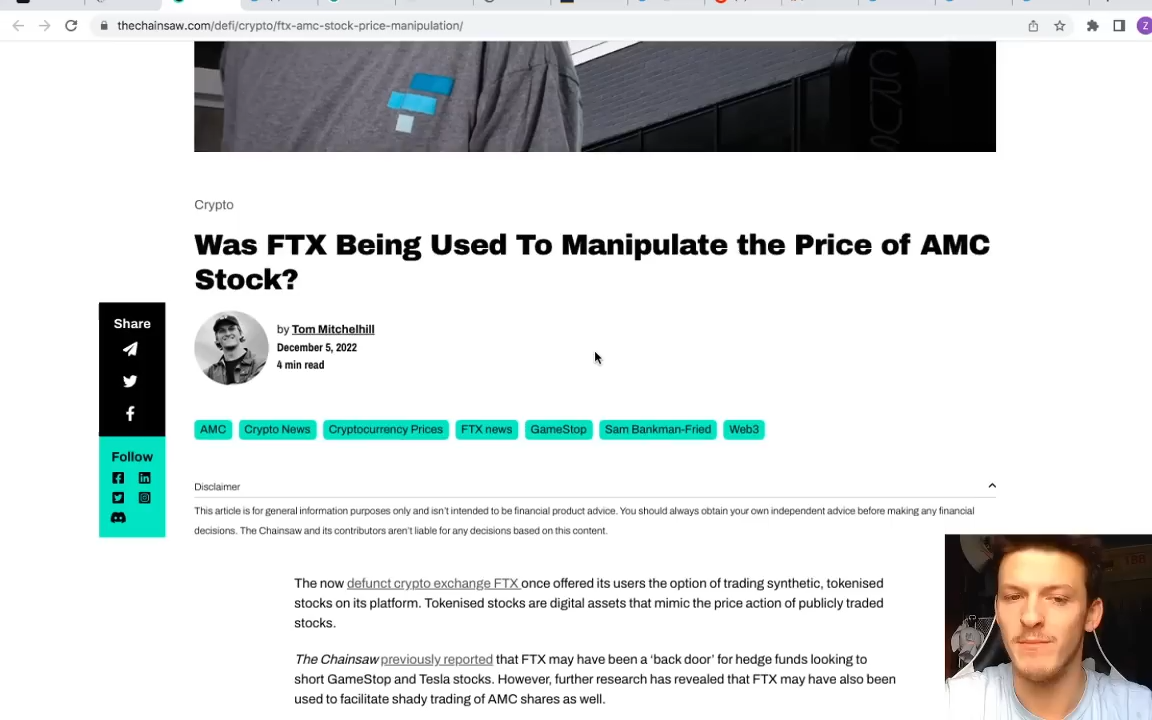 thechainsaw.com/defi/crypto/ftx-amc-stock-price-manipulation/
Z
Crypto
Was FTX Being Used To Manipulate the Price of AMC
Stock?
by Tom Mitchelhill
December 5, 2022
4 min read
Share
Follow
AMC Crypto News Cryptocurrency Prices FTX news GameStop Sam Bankman-Fried Web3
Disclaimer
This article is for general information purposes only and isn't intended to be financial product advice. You should always obtain your own independent advice before making any financial
decisions. The Chainsaw and its contributors aren't liable for any decisions based on this content.
The now defunct crypto exchange FTX once offered its users the option of trading synthetic, tokenised
stocks on its platform. Tokenised stocks are digital assets that mimic the price action of publicly traded
stocks.
The Chainsaw previously reported that FTX may have been a ‘back door’ for hedge funds looking to
short GameStop and Tesla stocks. However, further research has revealed that FTX may have also been
used to facilitate shady trading of AMC shares as well.